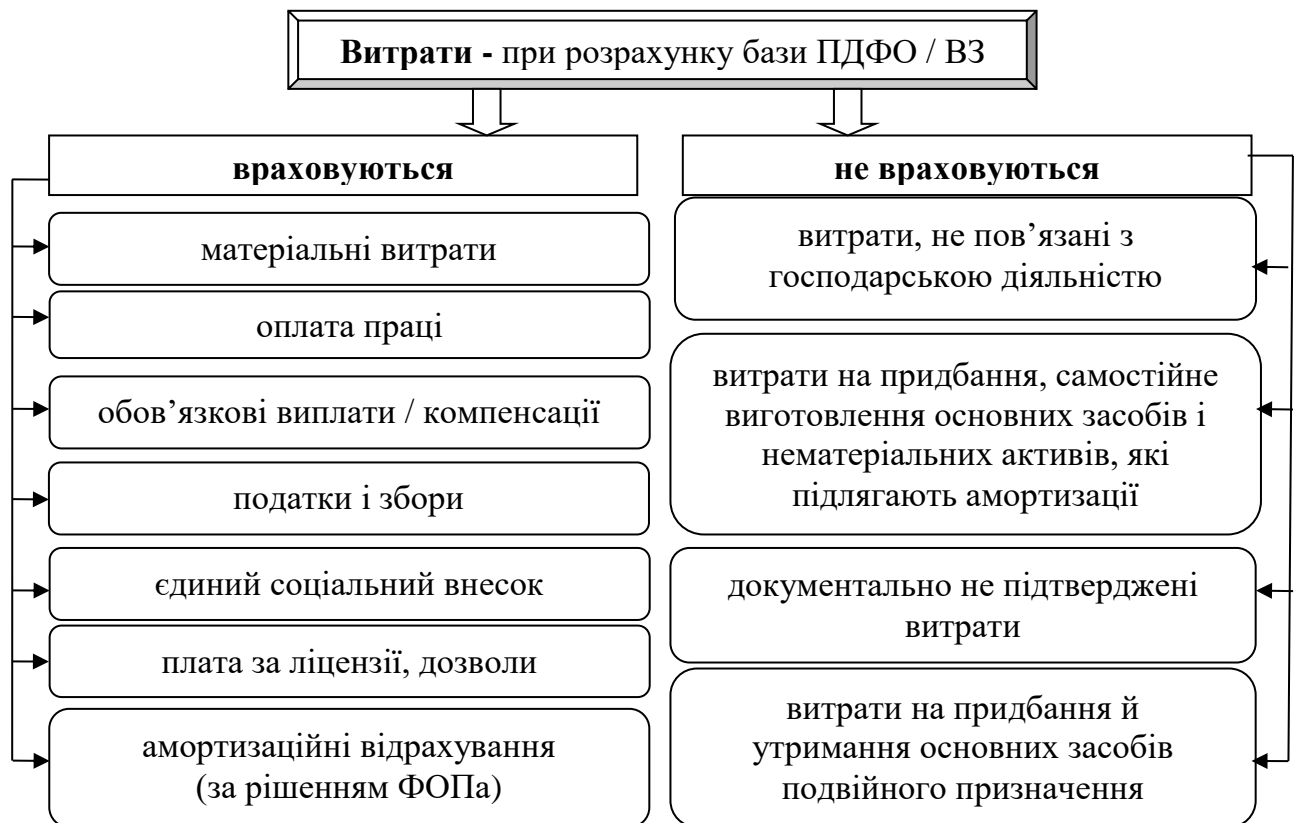 Витрати - при розрахунку бази ПДФО / ВЗ
враховуються
матеріальні витрати
оплата праці
обов’язкові виплати / компенсації
податки і збори
єдиний соціальний внесок
плата за ліцензії, дозволи
амортизаційні відрахування
(за рішенням ФОПа)
не враховуються
витрати, не пов’язані з
господарською діяльністю
витрати на придбання, самостійне
виготовлення основних засобів і
нематеріальних активів, які
підлягають амортизації
документально не підтверджені
витрати
витрати на придбання й
утримання основних засобів
подвійного призначення